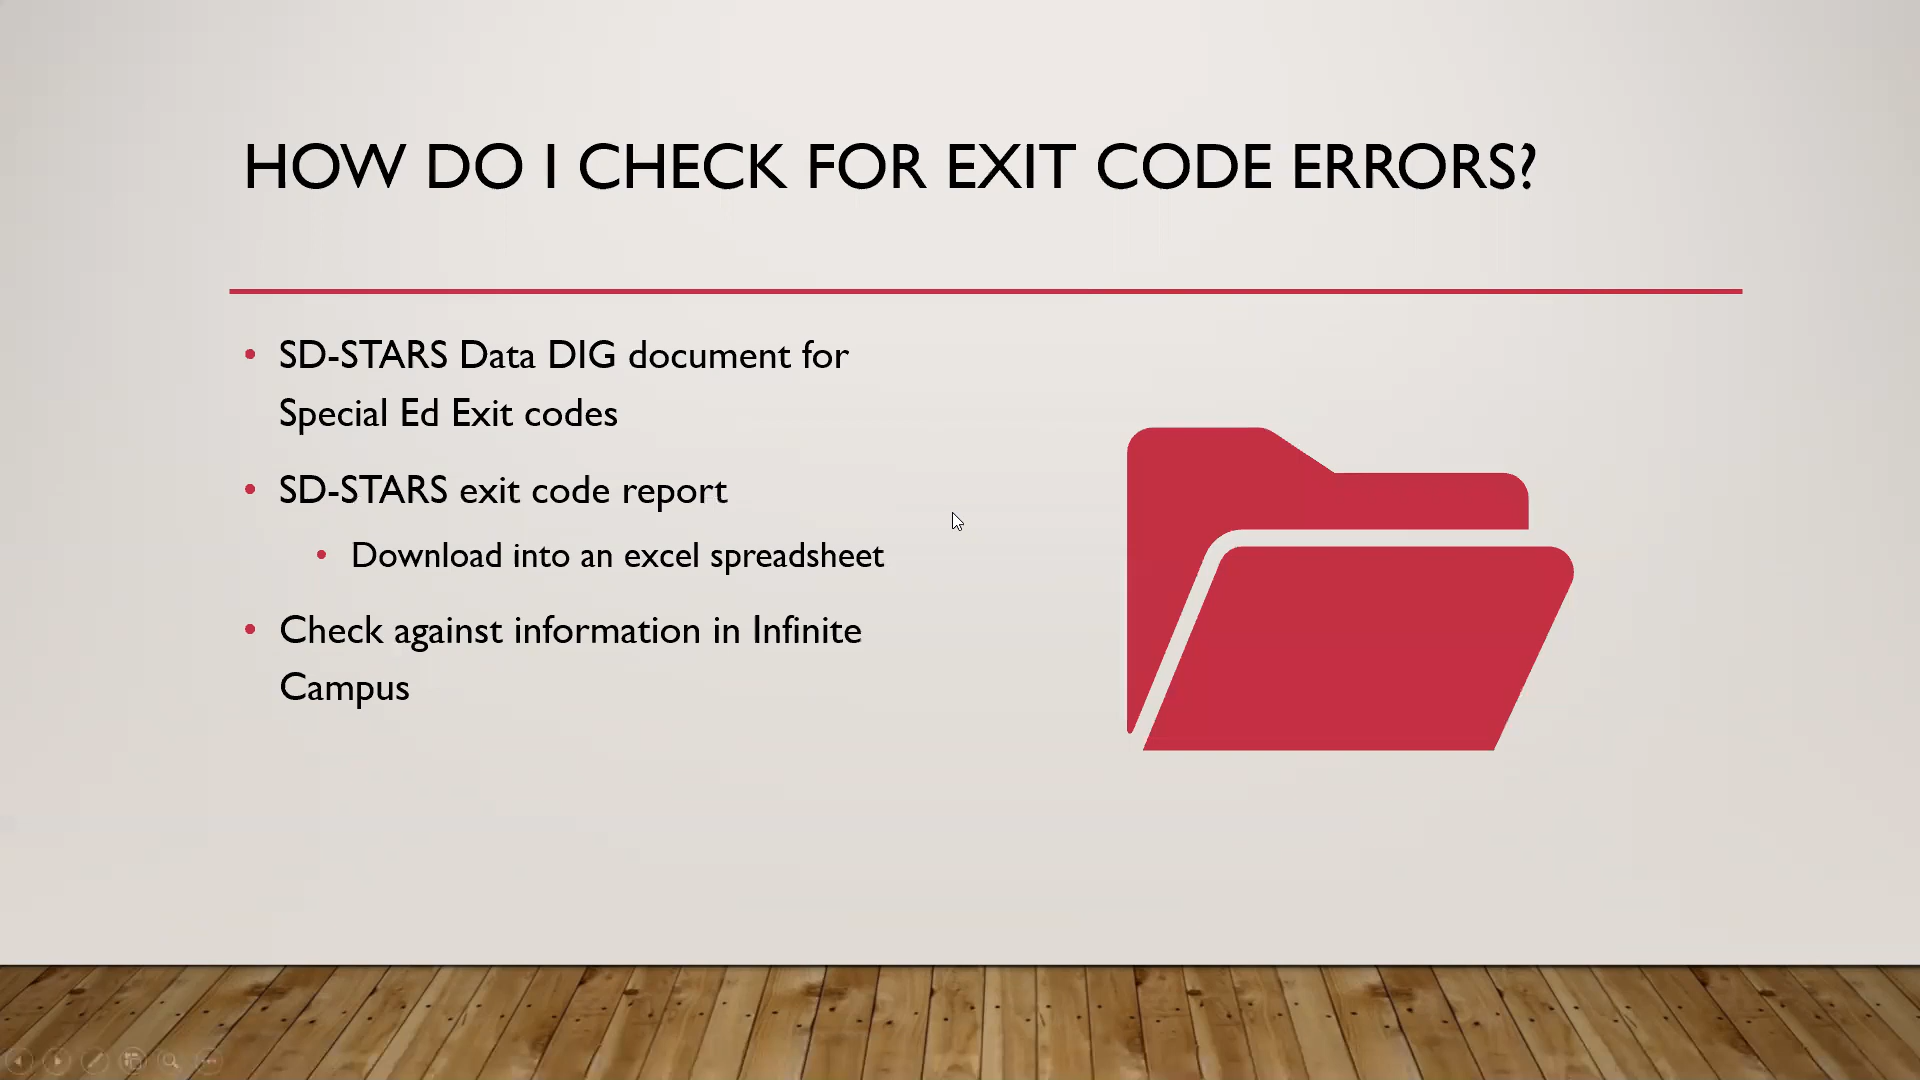 HOW DO I CHECK FOR EXIT CODE ERRORS?
• SD-STARS Data DIG document for
Special Ed Exit codes
• SD-STARS exit code report
• Download into an excel spreadsheet
• Check against information in Infinite
Campus